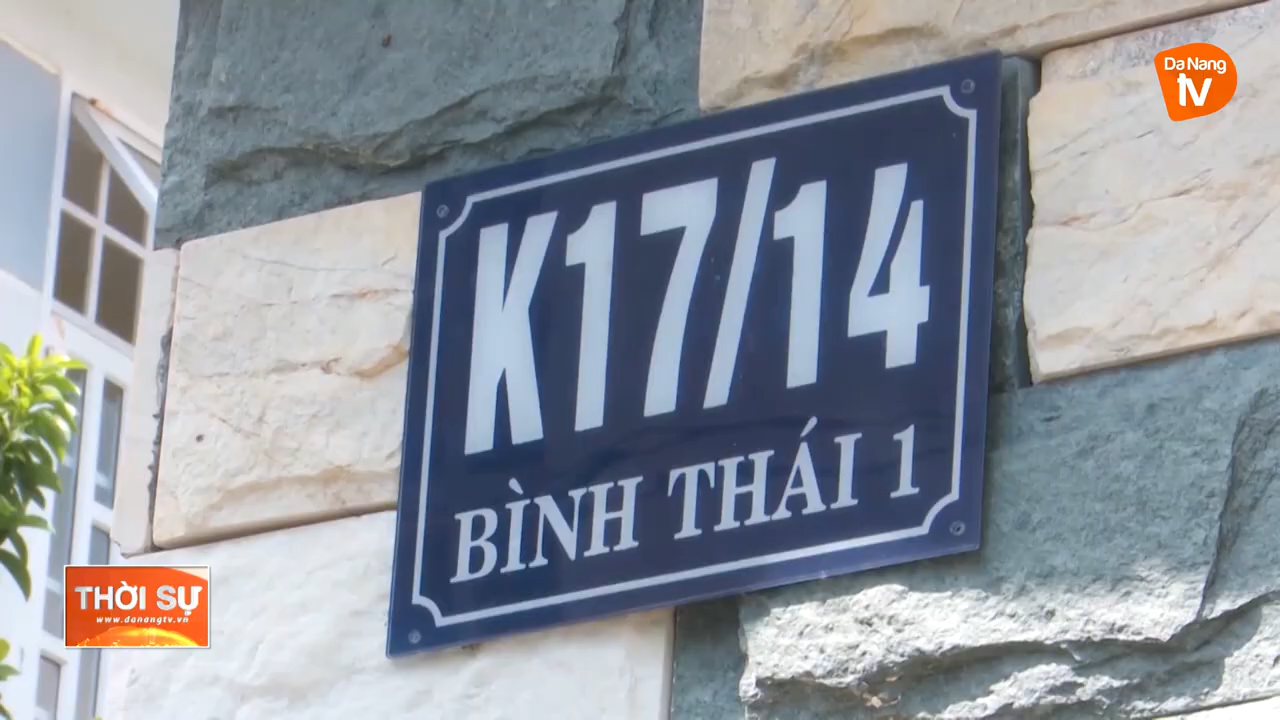 Da Nang
tv
K17/14
BÌNH THÁI 1
THỜI SỰ
www.danangtv.vn